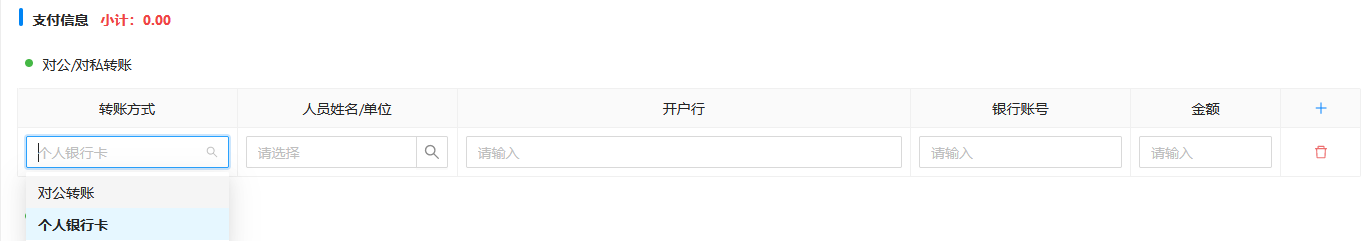 支付信息 小计：0.00
对公/对私转账
转账方式 人员姓名/单位 开户行 银行账号 金额
个人银行卡 请选择 请输入 请输入 请输入
对公转账
个人银行卡